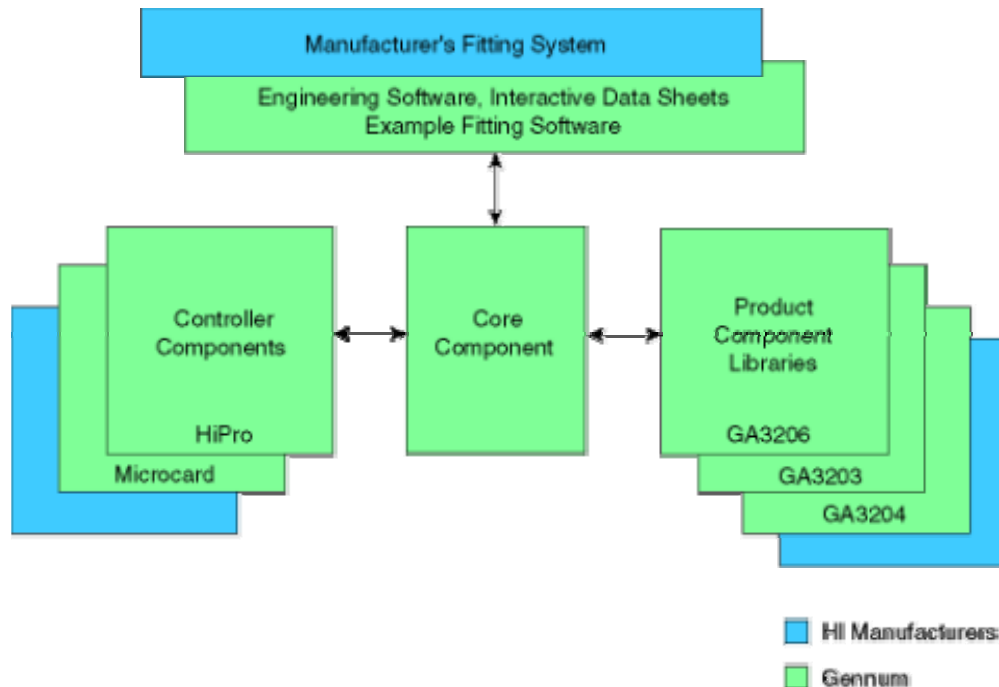 Manufacturer's Fitting System
Engineering Software, Interactive Data Sheets
Example Fitting Software
Controller
Components
HiPro
Microcard
Core
Component
Product
Component
Libraries
GA3206
GA3203
GA3204
HI Manufacturers
Gennum